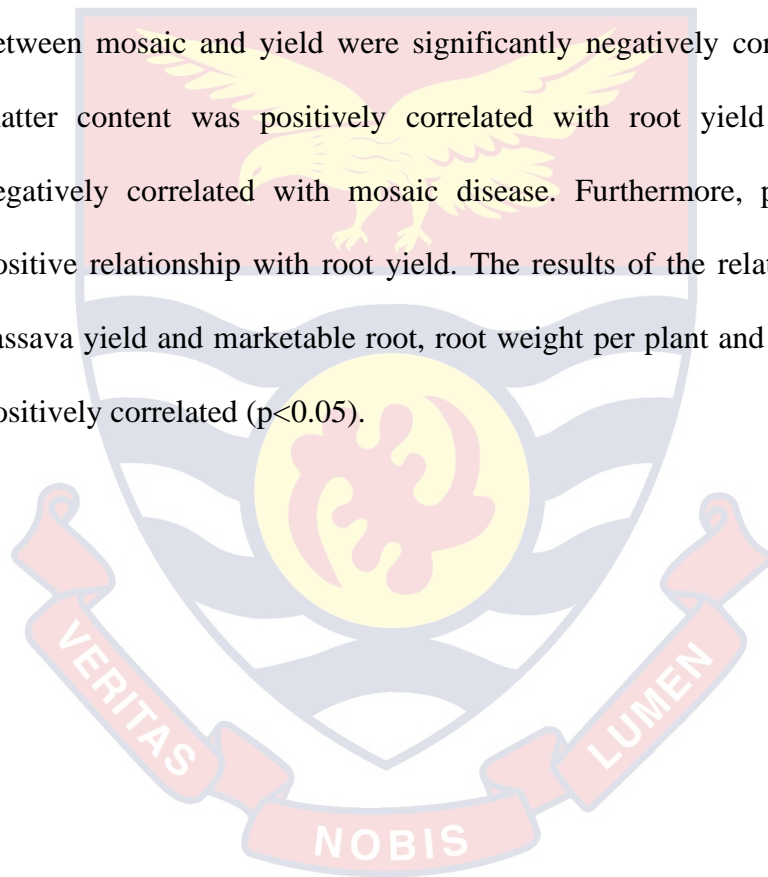 etween mosaic and yield were significantly negatively cor
atter content was positively correlated with root yield
egatively correlated with mosaic disease. Furthermore, p
ositive relationship with root yield. The results of the relat
assava yield and marketable root, root weight per plant and
ositively correlated (p<0.05).
VERITAS
NOBIS
LUMEN